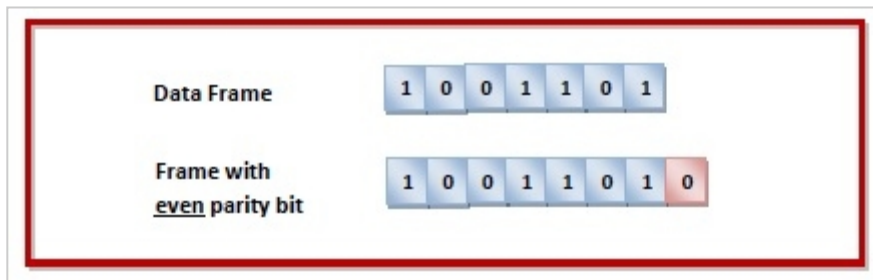 Data Frame 1 0 0 1 1 0 1
Frame with
even parity bit 1 0 0 1 1 0 1 0